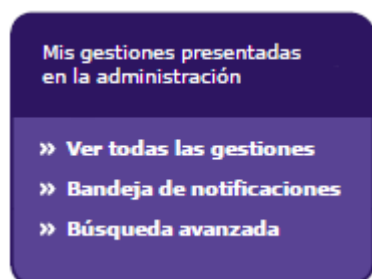 Mis gestiones presentadas
en la administración
» Ver todas las gestiones
» Bandeja de notificaciones
» Búsqueda avanzada